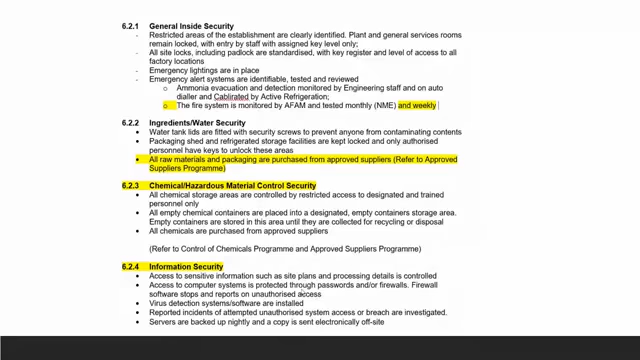 6.2.1 General Inside Security
- Restricted areas of the establishment are clearly identified. Plant and general services rooms
remain locked, with entry by staff with assigned key level only;
- All site locks, including padlock are standardised, with key register and level of access to all
factory locations
- Emergency lightings are in place
- Emergency alert systems are identifiable, tested and reviewed
o Ammonia evacuation and detection monitored by Engineering staff and on auto
dialler and Cablirated by Active Refrigeration;
o The fire system is monitored by AFAM and tested monthly (NME) and weekly
6.2.2 Ingredients/Water Security
• Water tank lids are fitted with security screws to prevent anyone from contaminating contents
• Packaging shed and refrigerated storage facilities are kept locked and only authorised
personnel have keys to unlock these areas
• All raw materials and packaging are purchased from approved suppliers (Refer to Approved
Suppliers Programme)
6.2.3 Chemical/Hazardous Material Control Security
• All chemical storage areas are controlled by restricted access to designated and trained
personnel only
• All empty chemical containers are placed into a designated, empty containers storage area.
Empty containers are stored in this area until they are collected for recycling or disposal
• All chemicals are purchased from approved suppliers
(Refer to Control of Chemicals Programme and Approved Suppliers Programme)
6.2.4 Information Security
• Access to sensitive information such as site plans and processing details is controlled
• Access to computer systems is protected through passwords and/or firewalls. Firewall
software stops and reports on unauthorised access
• Virus detection systems/software are installed
• Reported incidents of attempted unauthorised system access or breach are investigated.
• Servers are backed up nightly and a copy is sent electronically off-site